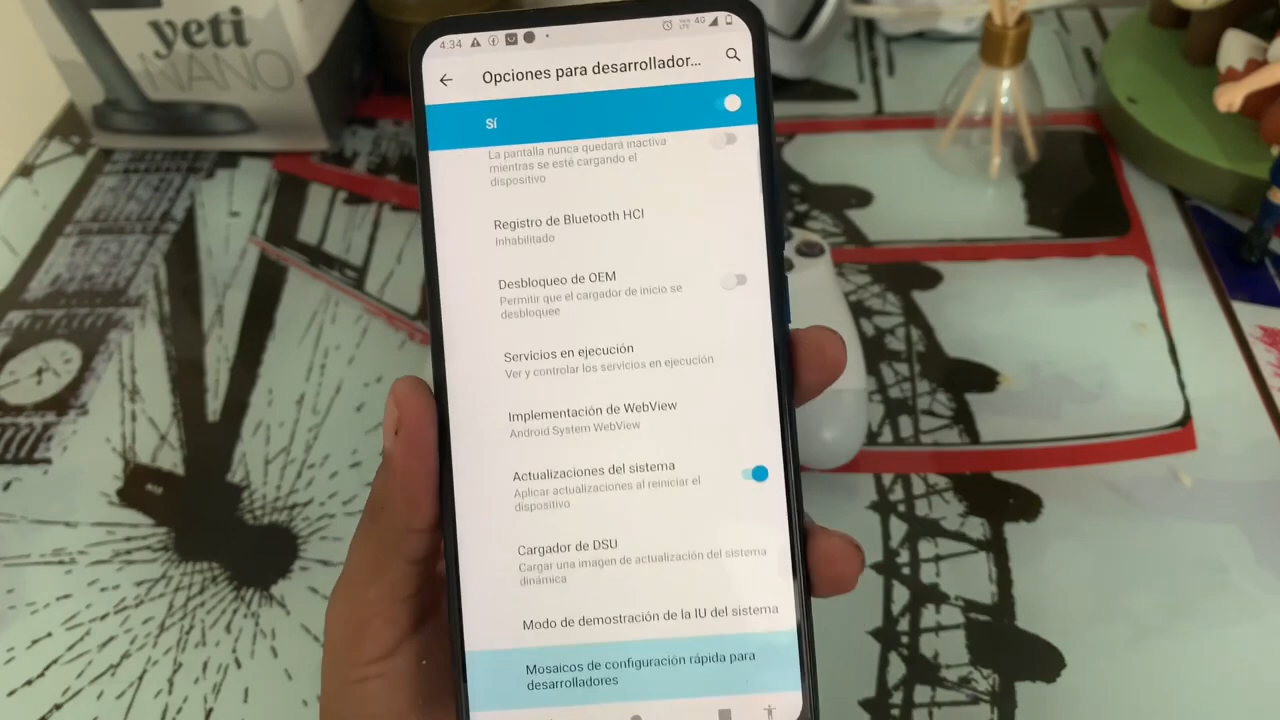 yeti
NANO
4:34
VoLTE 4G
Opciones para desarrollador...
Sí
La pantalla nunca quedará inactiva
mientras se esté cargando el
dispositivo
Registro de Bluetooth HCI
Inhabilitado
Desbloqueo de OEM
Permitir que el cargador de inicio se
desbloquee
Servicios en ejecución
Ver y controlar los servicios en ejecución
Implementación de WebView
Android System WebView
Actualizaciones del sistema
Aplicar actualizaciones al reiniciar el
dispositivo
Cargador de DSU
Cargar una imagen de actualización del sistema
dinámica
Modo de demostración de la IU del sistema
Mosaicos de configuración rápida para
desarrolladores